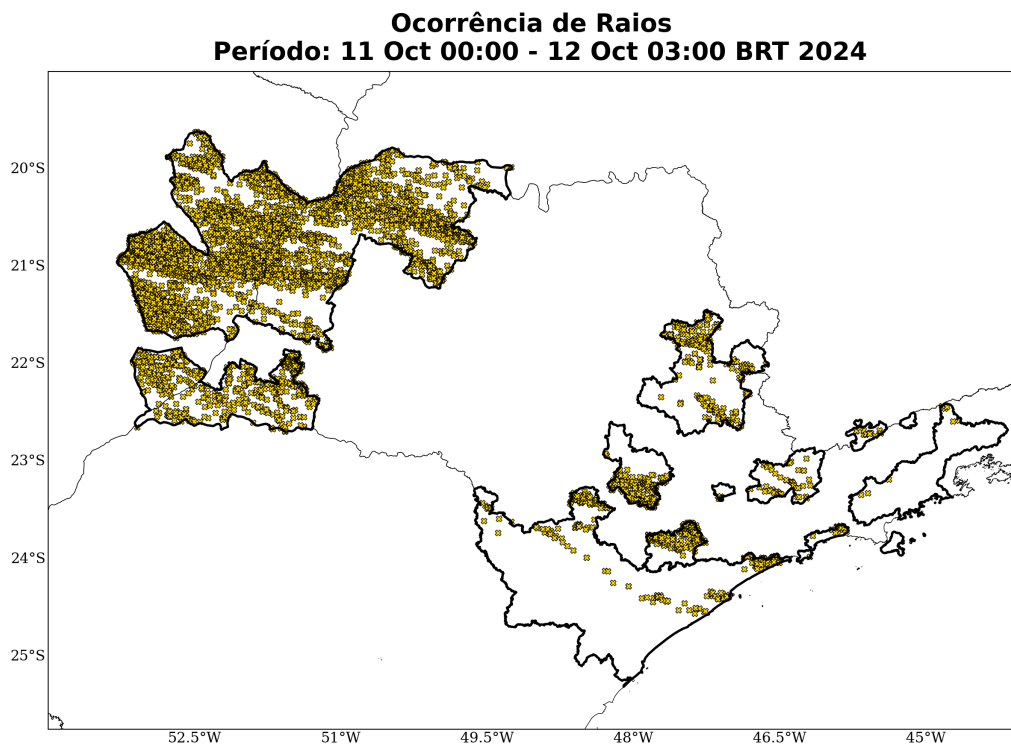 Ocorrência de Raios
Período: 11 Oct 00:00 - 12 Oct 03:00 BRT 2024
20°S
21°S
22°S
23°S
24°S
25°S
52.5°W 51°W 49.5°W 48°W 46.5°W 45°W